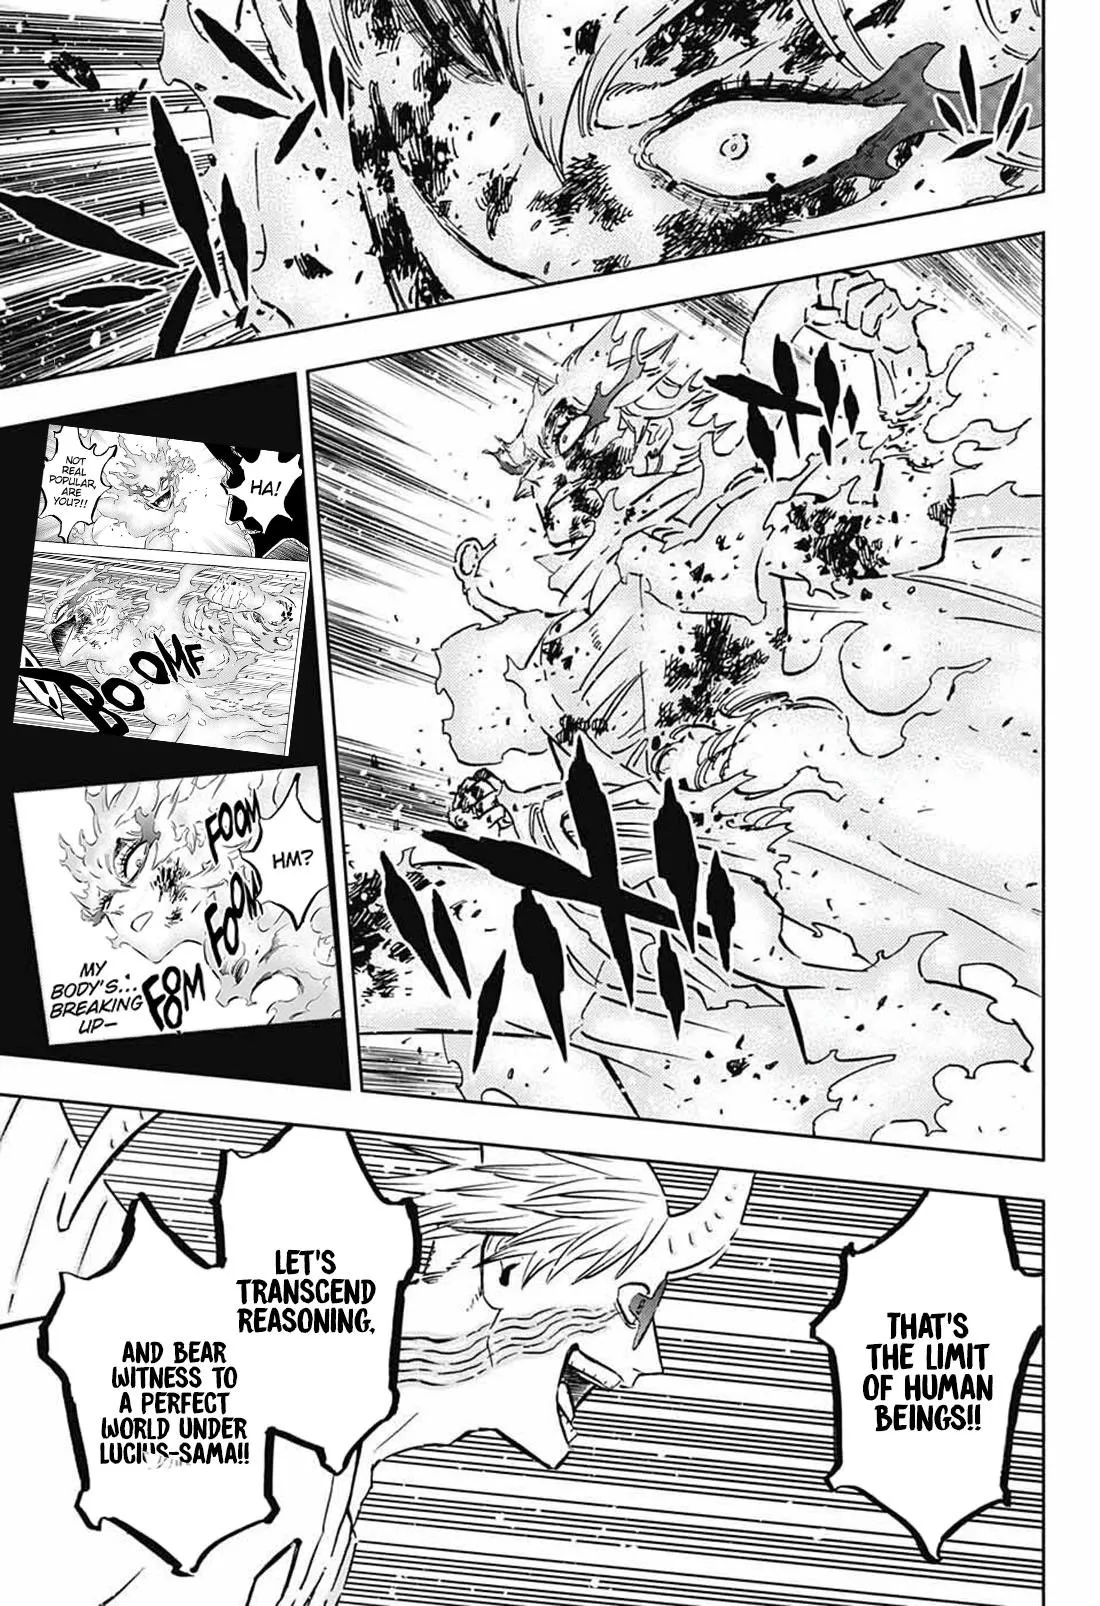 HA!
NOT
REAL
POPULAR,
ARE
YOU?!!
BOOMF
FOOM
HM?
FOOM
FOOM
MY
BODY'S...
BREAKING
UP—
THAT'S
THE LIMIT
OF HUMAN
BEINGS!!
LET'S
TRANSCEND
REASONING,
AND BEAR
WITNESS TO
A PERFECT
WORLD UNDER
LUCIUS-SAMA!!